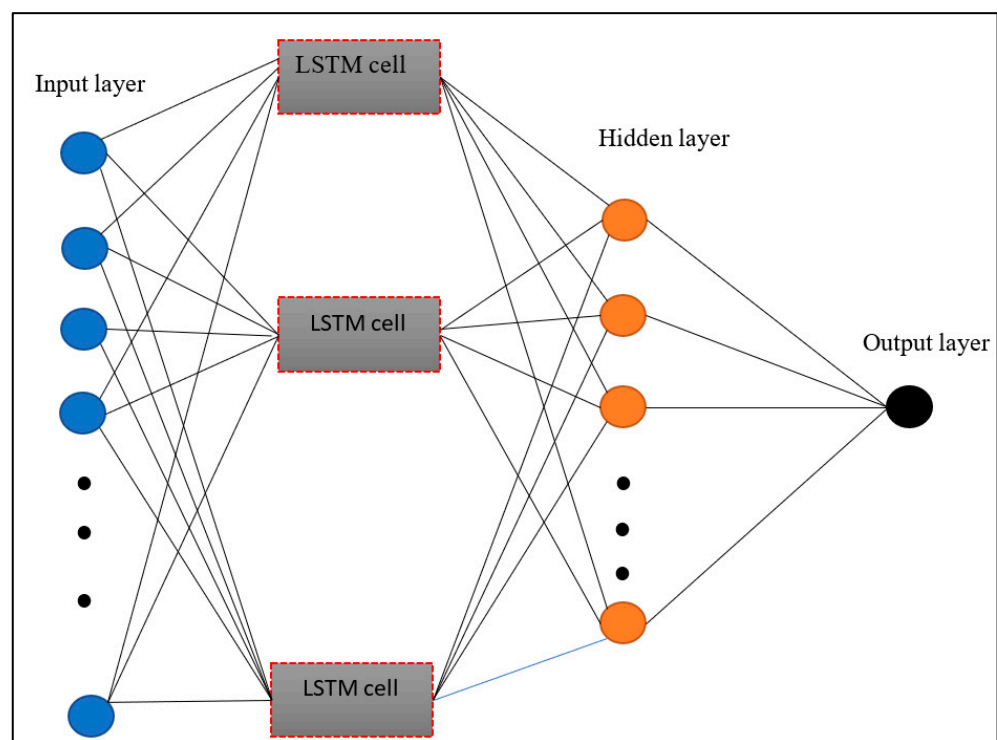 LSTM cell
Input layer
Hidden layer
LSTM cell
Output layer
LSTM cell